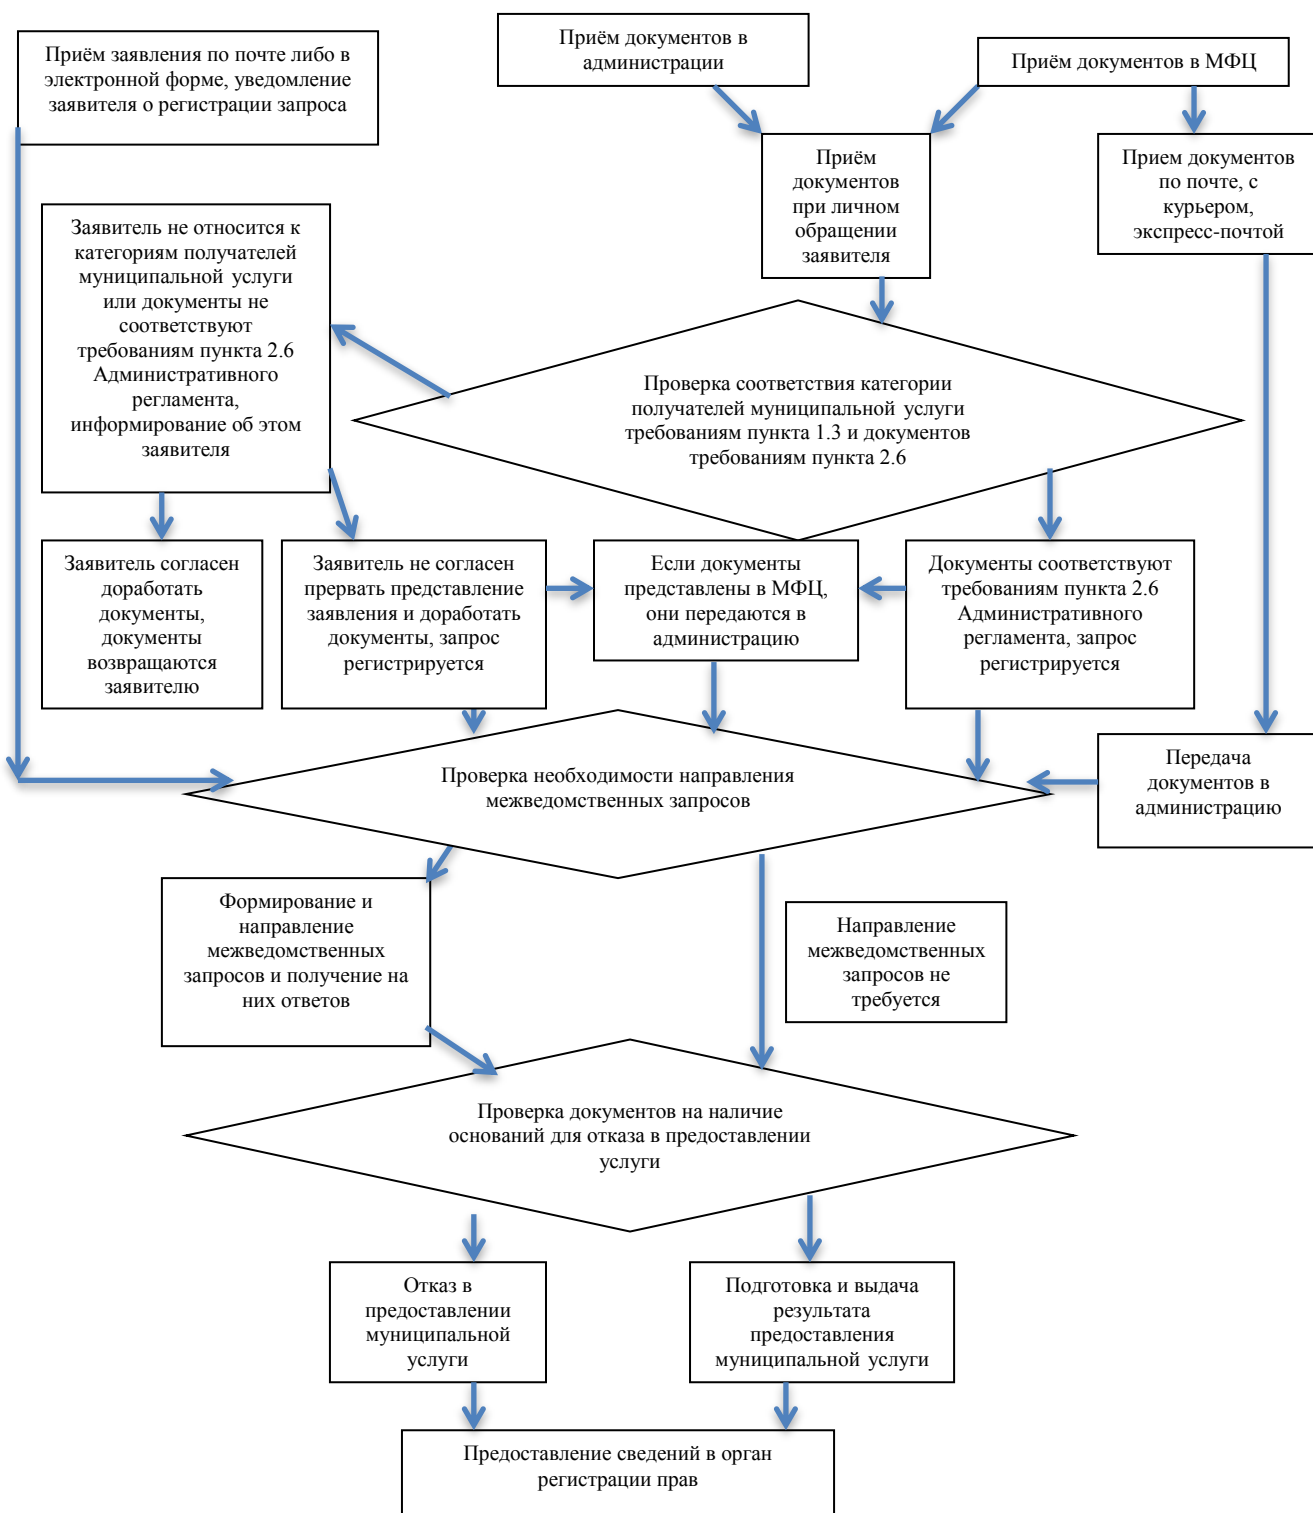 Приём заявления по почте либо в
электронной форме, уведомление
заявителя о регистрации запроса
Приём документов в
администрации
Приём документов в МФЦ
Приём
документов
при личном
обращении
заявителя
Прием документов
по почте, с
курьером,
экспресс-почтой
Заявитель не относится к
категориям получателей
муниципальной услуги
или документы не
соответствуют
требованиям пункта 2.6
Административного
регламента,
информирование об этом
заявителя
Проверка соответствия категории
получателей муниципальной услуги
требованиям пункта 1.3 и документов
требованиям пункта 2.6
Заявитель согласен
доработать
документы,
документы
возвращаются
заявителю
Заявитель не согласен
прервать представление
заявления и доработать
документы, запрос
регистрируется
Если документы
представлены в МФЦ,
они передаются в
администрацию
Документы соответствуют
требованиям пункта 2.6
Административного
регламента, запрос
регистрируется
Проверка необходимости направления
межведомственных запросов
Передача
документов в
администрацию
Формирование и
направление
межведомственных
запросов и получение на
них ответов
Направление
межведомственных
запросов не
требуется
Проверка документов на наличие
оснований для отказа в предоставлении
услуги
Отказ в
предоставлении
муниципальной
услуги
Подготовка и выдача
результата
предоставления
муниципальной услуги
Предоставление сведений в орган
регистрации прав